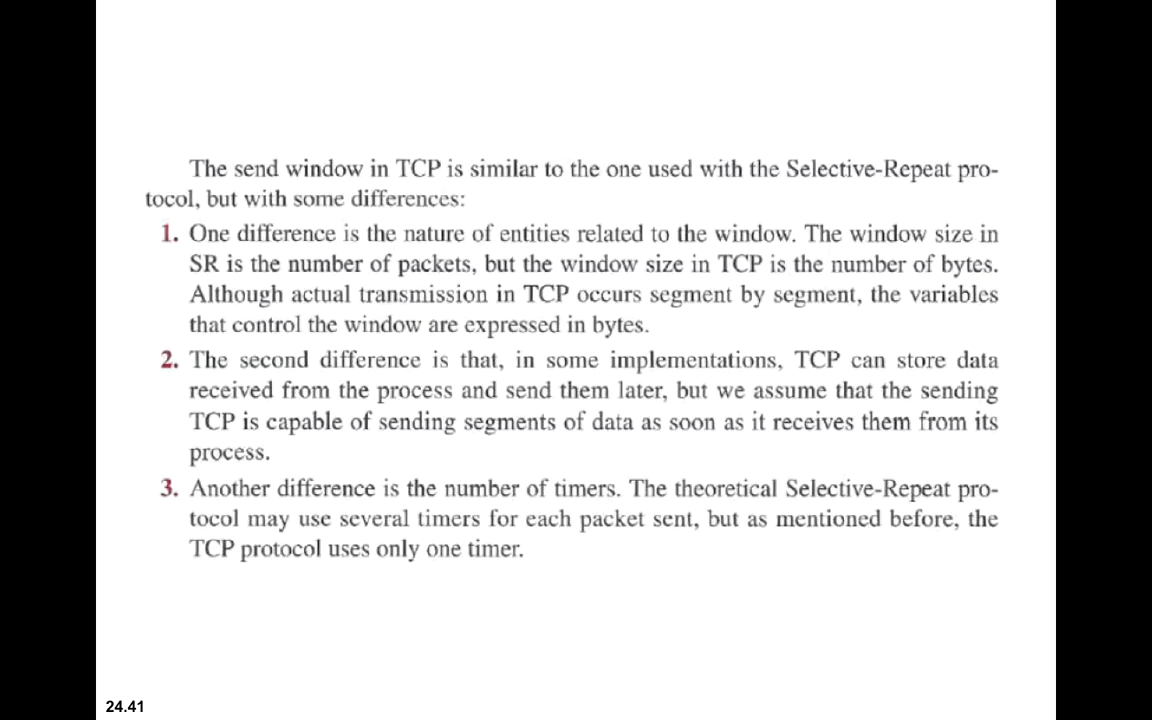 The send window in TCP is similar to the one used with the Selective-Repeat pro-
tocol, but with some differences:
1. One difference is the nature of entities related to the window. The window size in
SR is the number of packets, but the window size in TCP is the number of bytes.
Although actual transmission in TCP occurs segment by segment, the variables
that control the window are expressed in bytes.
2. The second difference is that, in some implementations, TCP can store data
received from the process and send them later, but we assume that the sending
TCP is capable of sending segments of data as soon as it receives them from its
process.
3. Another difference is the number of timers. The theoretical Selective-Repeat pro-
tocol may use several timers for each packet sent, but as mentioned before, the
TCP protocol uses only one timer.
24.41